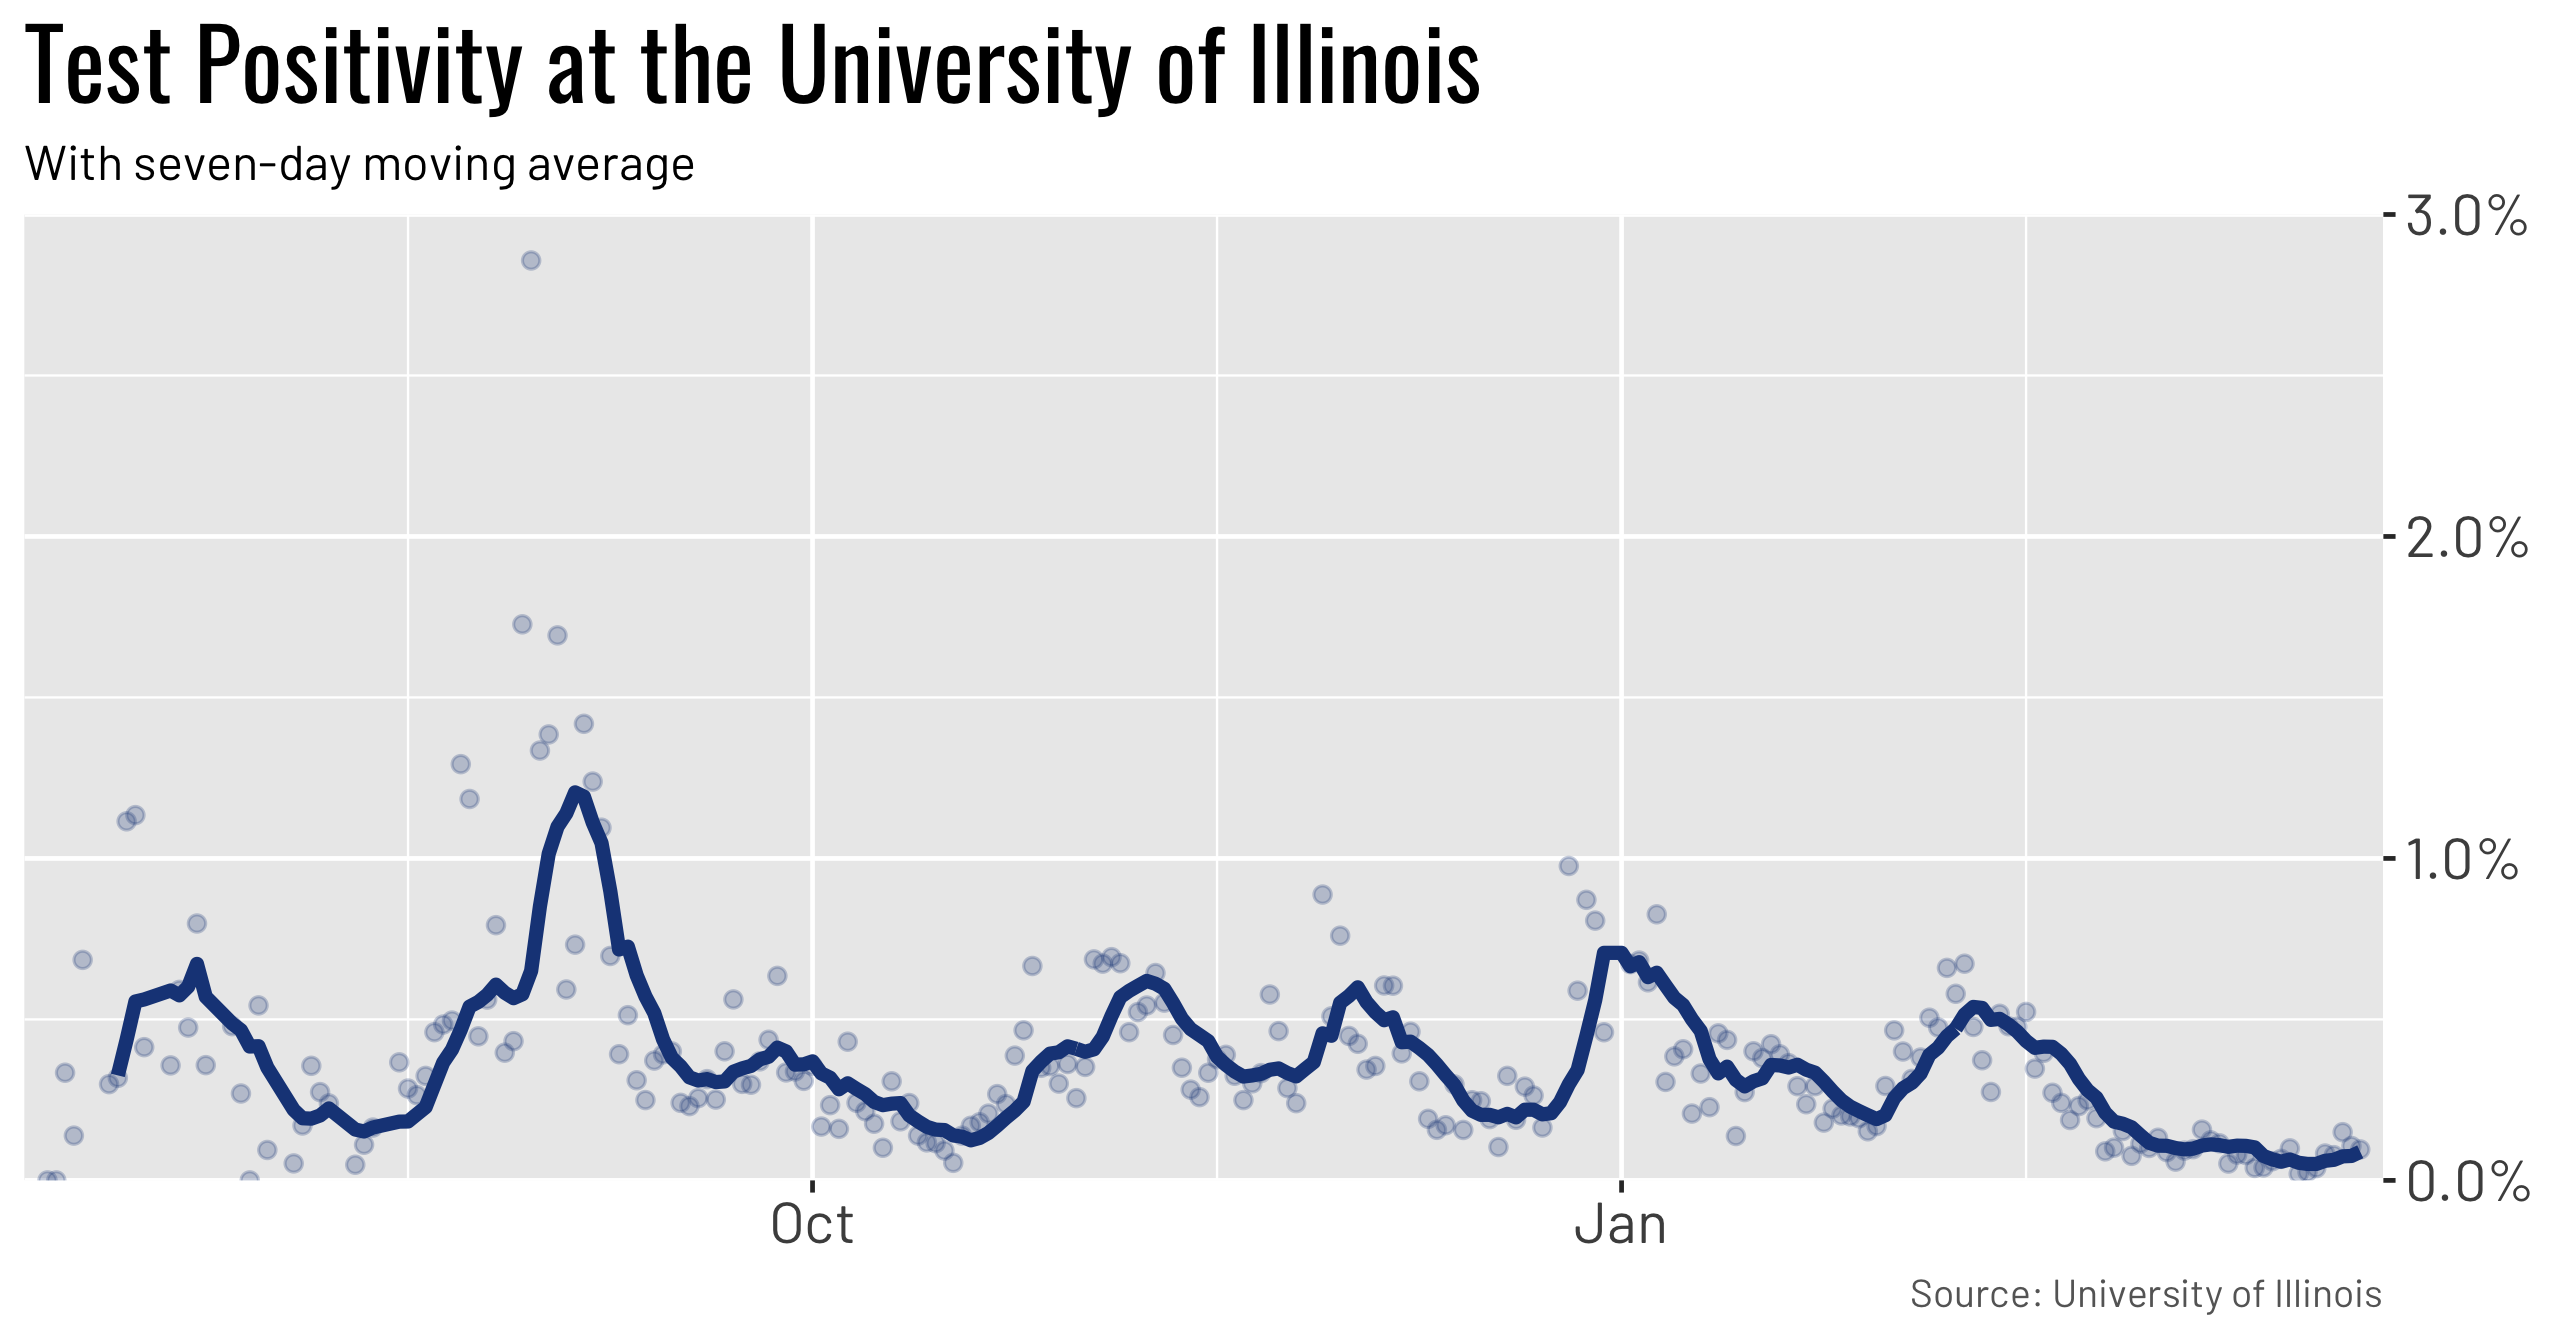 Test Positivity at the University of Illinois
With seven-day moving average
3.0%
2.0%
1.0%
0.0%
Oct
Jan
Source: University of Illinois